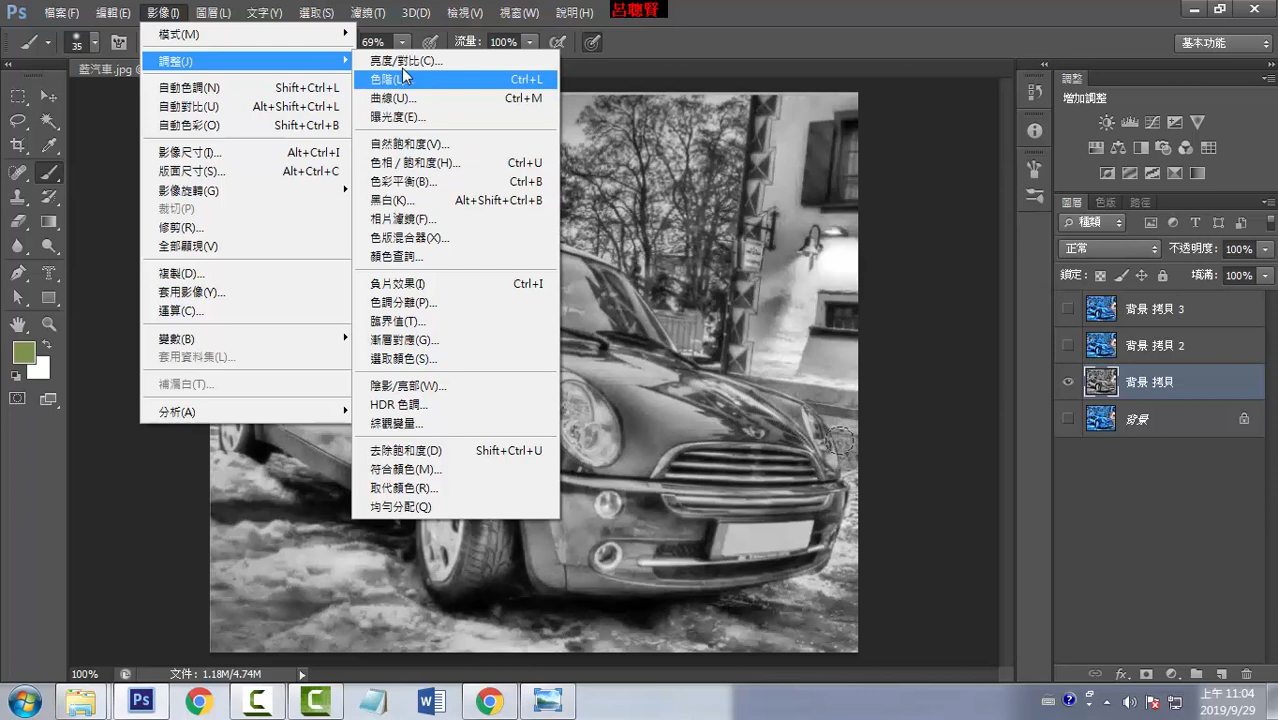 Ps 檔案(F) 編輯(E) 影像(I) 圖層(L) 文字(Y) 選取(S) 濾鏡(T) 3D(D) 檢視(V) 視窗(W) 說明(H) 呂聰賢
35 69% 流量: 100% 基本功能
藍汽車.jpg @
模式(M)
調整(J)
自動色調(N) Shift+Ctrl+L
自動對比(U) Alt+Shift+Ctrl+L
自動色彩(O) Shift+Ctrl+B
影像尺寸(I)... Alt+Ctrl+I
版面尺寸(S)... Alt+Ctrl+C
影像旋轉(G)
裁切(P)
修剪(R)...
全部顯現(V)
複製(D)...
套用影像(Y)...
運算(C)...
變數(B)
套用資料集(L)...
補漏白(T)...
分析(A)
亮度/對比(C)...
色階(L)... Ctrl+L
曲線(U)... Ctrl+M
曝光度(E)...
自然飽和度(V)...
色相/飽和度(H)... Ctrl+U
色彩平衡(B)... Ctrl+B
黑白(K)... Alt+Shift+Ctrl+B
相片濾鏡(F)...
色版混合器(X)...
顏色查詢...
負片效果(I) Ctrl+I
色調分離(P)...
臨界值(T)...
漸層對應(G)...
選取顏色(S)...
陰影/亮部(W)...
HDR 色調...
綜觀變量...
去除飽和度(D) Shift+Ctrl+U
符合顏色(M)...
取代顏色(R)...
均勻分配(Q)
調整
增加調整
圖層 色版 路徑
類別
正常 不透明度: 100%
鎖定: 填滿: 100%
背景 拷貝 3
背景 拷貝 2
背景 拷貝
背景
fx
100% 文件: 1.18M/4.74M
Ps
上午 11:04
2019/9/29